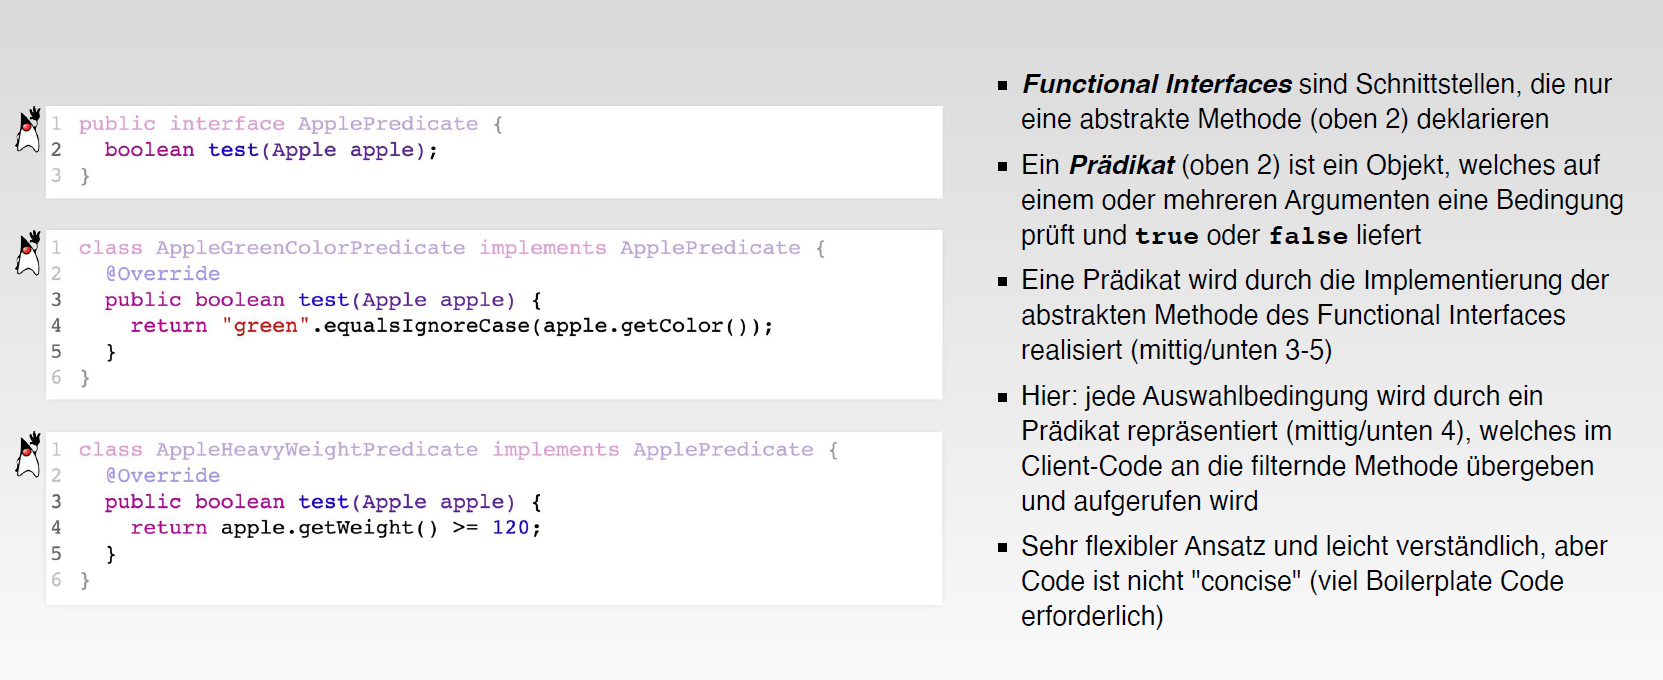 1 public interface ApplePredicate {
2   boolean test(Apple apple);
3 }
1 class AppleGreenColorPredicate implements ApplePredicate {
2   @Override
3   public boolean test(Apple apple) {
4     return "green".equalsIgnoreCase(apple.getColor());
5   }
6 }
1 class AppleHeavyWeightPredicate implements ApplePredicate {
2   @Override
3   public boolean test(Apple apple) {
4     return apple.getWeight() >= 120;
5   }
6 }
▪ Functional Interfaces sind Schnittstellen, die nur
eine abstrakte Methode (oben 2) deklarieren
▪ Ein Prädikat (oben 2) ist ein Objekt, welches auf
einem oder mehreren Argumenten eine Bedingung
prüft und true oder false liefert
▪ Eine Prädikat wird durch die Implementierung der
abstrakten Methode des Functional Interfaces
realisiert (mittig/unten 3-5)
▪ Hier: jede Auswahlbedingung wird durch ein
Prädikat repräsentiert (mittig/unten 4), welches im
Client-Code an die filternde Methode übergeben
und aufgerufen wird
▪ Sehr flexibler Ansatz und leicht verständlich, aber
Code ist nicht "concise" (viel Boilerplate Code
erforderlich)